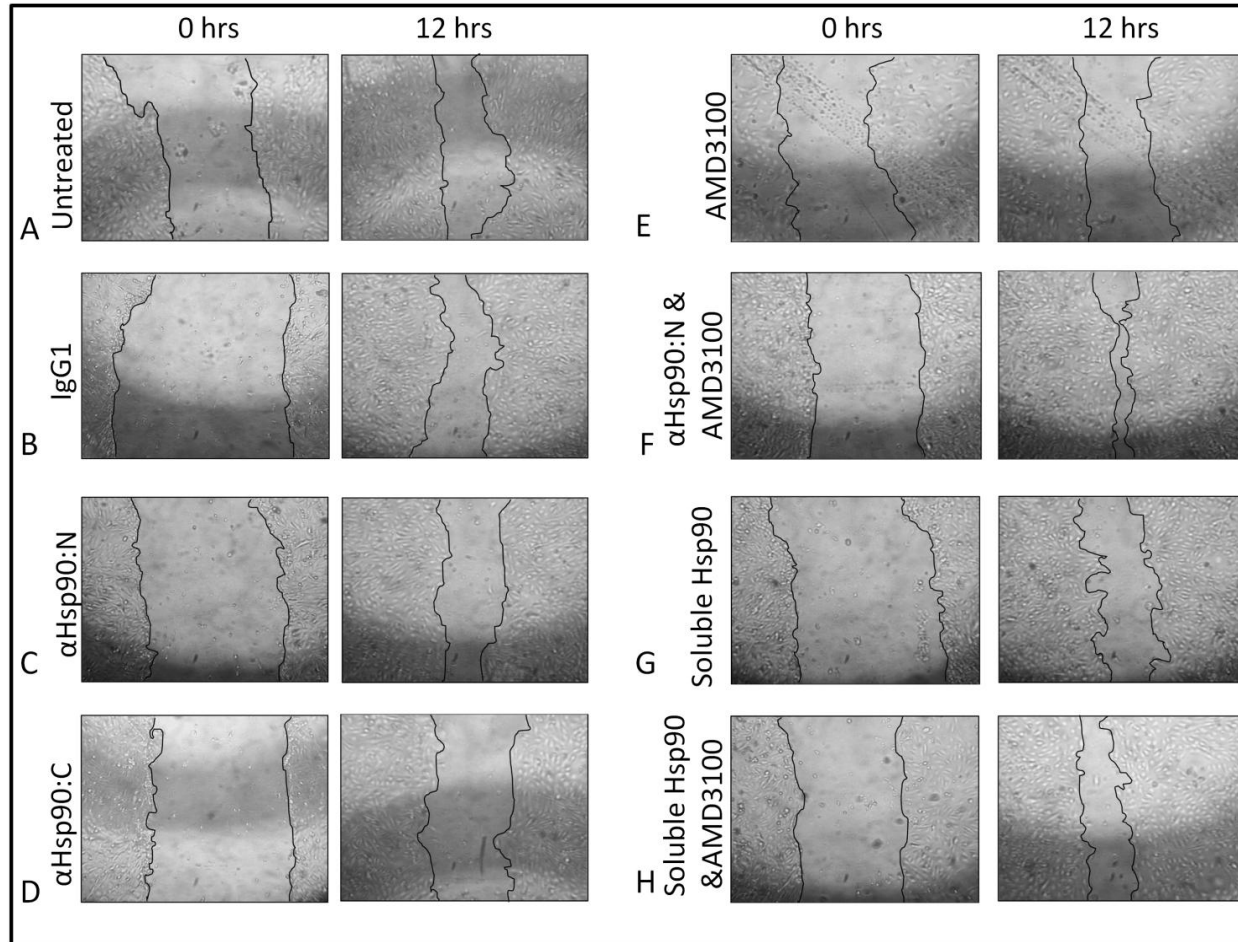 0 hrs
12 hrs
0 hrs
12 hrs
A
Untreated
E
AMD3100
B
IgG1
F
αHsp90:N &
AMD3100
C
αHsp90:N
G
Soluble Hsp90
D
αHsp90:C
H
Soluble Hsp90
&AMD3100